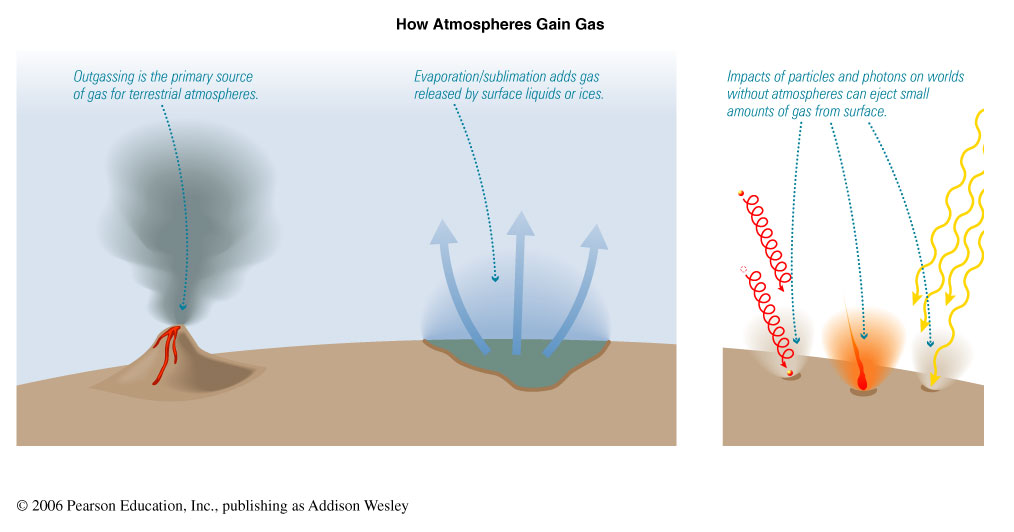 How Atmospheres Gain Gas
Outgassing is the primary source
of gas for terrestrial atmospheres.
Evaporation/sublimation adds gas
released by surface liquids or ices.
Impacts of particles and photons on worlds
without atmospheres can eject small
amounts of gas from surface.
© 2006 Pearson Education, Inc., publishing as Addison Wesley